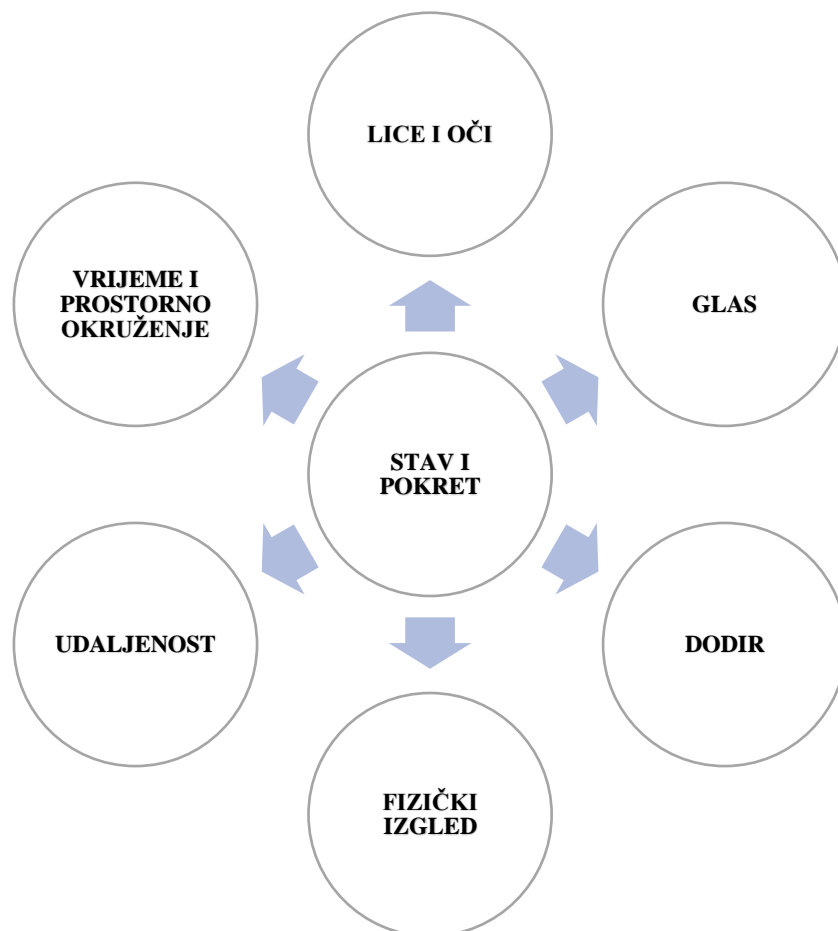 LICE I OČI
VRIJEME I
PROSTORNO
OKRUŽENJE
GLAS
STAV I
POKRET
UDALJENOST
DODIR
FIZIČKI
IZGLED